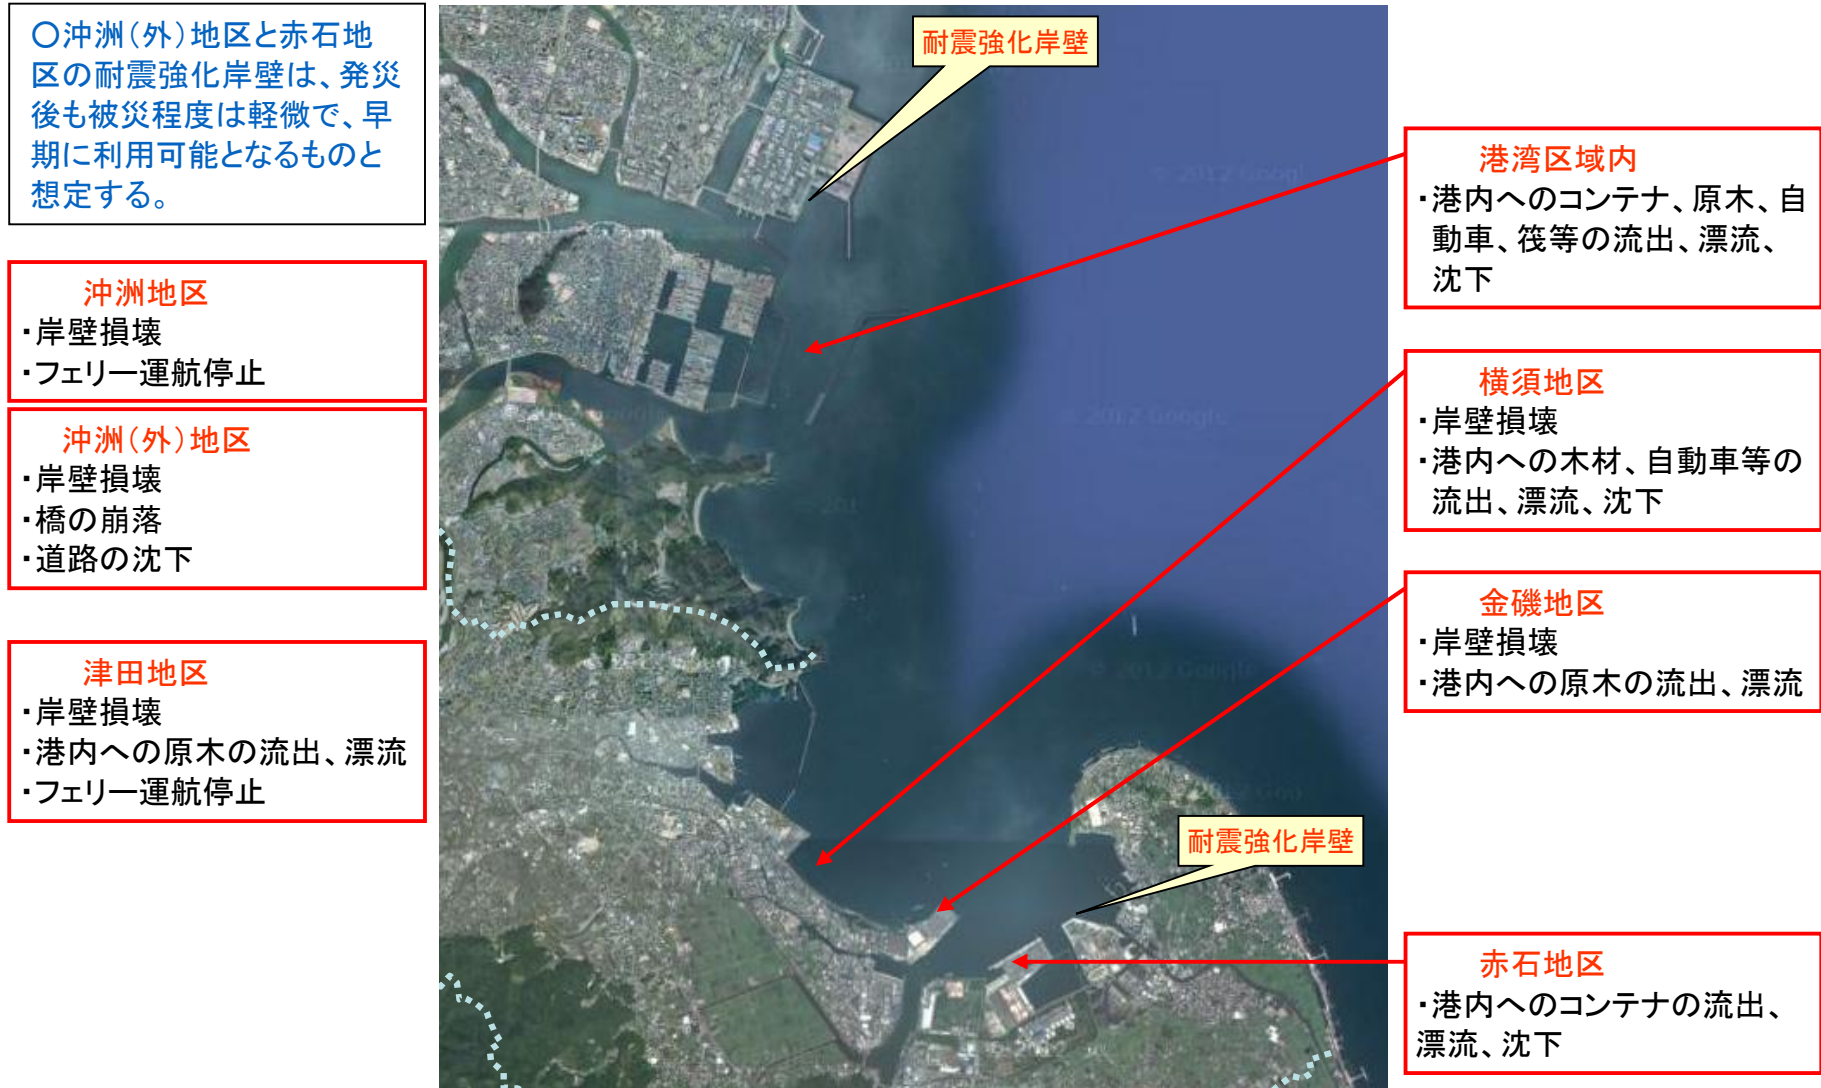 〇沖洲（外）地区と赤石地
区の耐震強化岸壁は、発災
後も被災程度は軽微で、早
期に利用可能となるものと
想定する。
沖洲地区
・岸壁損壊
・フェリー運航停止
沖洲（外）地区
・岸壁損壊
・橋の崩落
・道路の沈下
津田地区
・岸壁損壊
・港内への原木の流出、漂流
・フェリー運航停止
耐震強化岸壁
© 2012 Google
© 2012 Google
© 2012 Google
耐震強化岸壁
港湾区域内
・港内へのコンテナ、原木、自
動車、筏等の流出、漂流、
沈下
横須地区
・岸壁損壊
・港内への木材、自動車等の
流出、漂流、沈下
金磯地区
・岸壁損壊
・港内への原木の流出、漂流
赤石地区
・港内へのコンテナの流出、
漂流、沈下